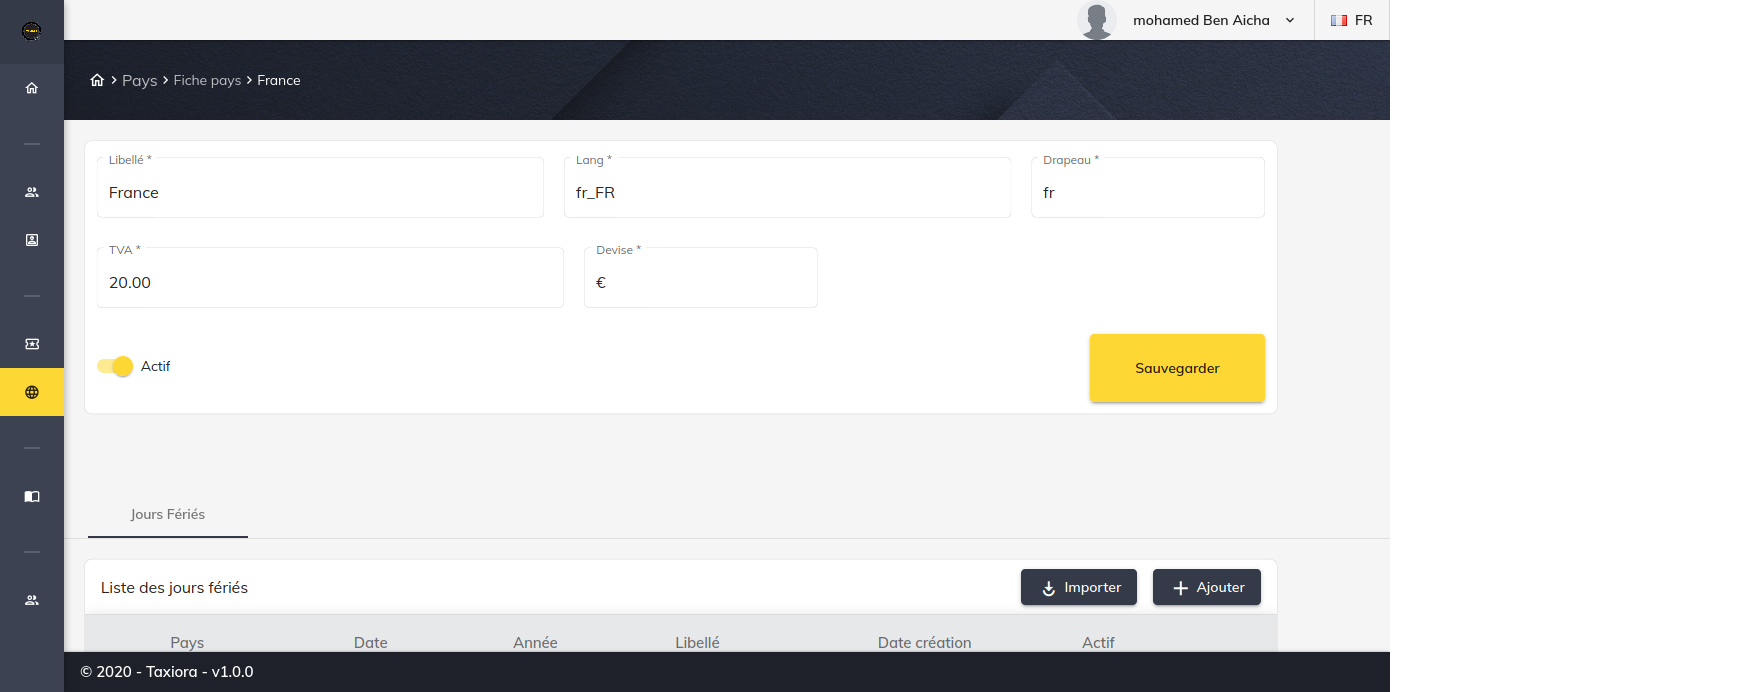 mohamed Ben Aicha
FR
Pays
Fiche pays
France
Libellé *
Lang *
Drapeau *
France
fr_FR
fr
TVA *
Devise *
20.00
€
Actif
Sauvegarder
Jours Fériés
Liste des jours fériés
Importer
Ajouter
Pays
Date
Année
Libellé
Date création
Actif
© 2020 - Taxiora - v1.0.0